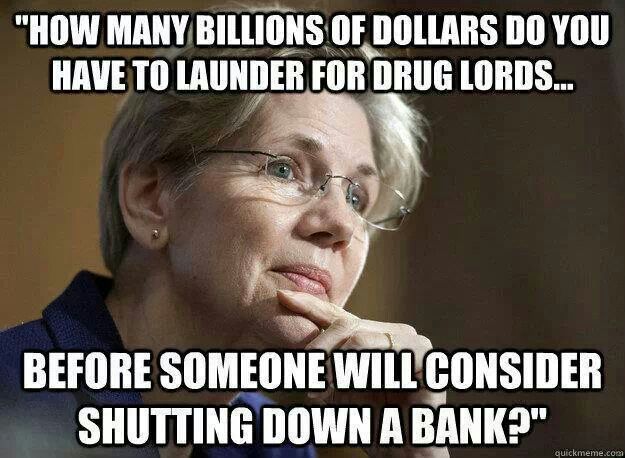 "HOW MANY BILLIONS OF DOLLARS DO YOU
HAVE TO LAUNDER FOR DRUG LORDS...
BEFORE SOMEONE WILL CONSIDER
SHUTTING DOWN A BANK?"
quickmeme.com